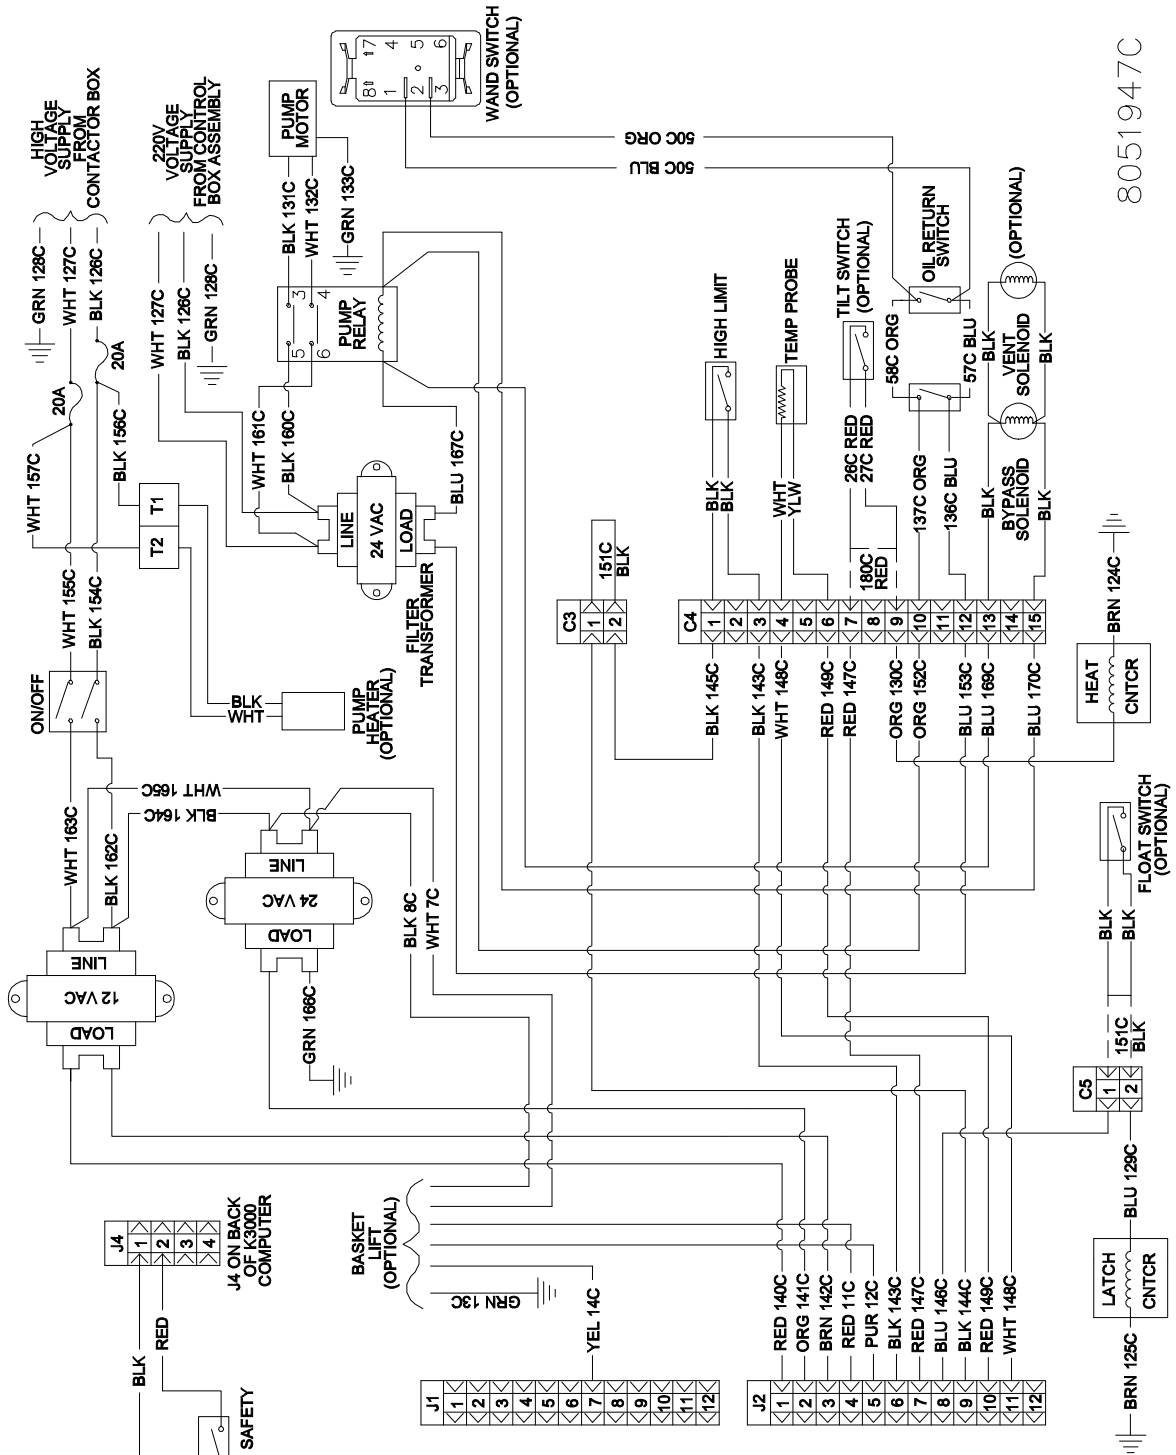 HIGH
VOLTAGE
SUPPLY
FROM
CONTACTOR BOX
GRN 128C
WHT 127C
BLK 126C
20A
20A
WHT 157C
BLK 156C
T1
T2
WHT 155C
BLK 154C
ON/OFF
220V
VOLTAGE
SUPPLY
FROM CONTROL
BOX ASSEMBLY
WHT 127C
BLK 126C
GRN 128C
PUMP
MOTOR
BLK 131C
WHT 132C
GRN 133C
3
4
5
6
PUMP
RELAY
WHT 161C
BLK 160C
BLU 167C
LINE
24 VAC
LOAD
FILTER
TRANSFORMER
BLK
WHT
PUMP
HEATER
(OPTIONAL)
8 7
1 4
2 5
3 6
WAND SWITCH
(OPTIONAL)
50C ORG
50C BLU
8051947C
HIGH LIMIT
TEMP PROBE
TILT SWITCH
(OPTIONAL)
OIL RETURN
SWITCH
(OPTIONAL)
58C ORG
57C BLU
BLK
VENT
SOLENOID
BLK
26C RED
27C RED
BLK
BLK
WHT
YLW
180C
RED
137C ORG
136C BLU
BLK
BYPASS
SOLENOID
BLK
C3
1
2
151C
BLK
C4
1
2
3
4
5
6
7
8
9
10
11
12
13
14
15
BLK 145C
BLK 143C
WHT 148C
RED 149C
RED 147C
ORG 130C
ORG 152C
BLU 153C
BLU 169C
BLU 170C
BRN 124C
HEAT
CNTCR
WHT 163C
BLK 162C
WHT 165C
BLK 164C
LINE
12 VAC
LOAD
LINE
24 VAC
LOAD
GRN 166C
BLK 8C
WHT 7C
FLOAT SWITCH
(OPTIONAL)
BLK
BLK
151C
BLK
C5
1
2
BLU 129C
LATCH
CNTCR
BRN 125C
J4
1
2
3
4
J4 ON BACK
OF K3000
COMPUTER
BLK
RED
SAFETY
BASKET
LIFT
(OPTIONAL)
GRN 13C
YEL 14C
J1
1
2
3
4
5
6
7
8
9
10
11
12
RED 140C
ORG 141C
BRN 142C
RED 11C
PUR 12C
BLK 143C
RED 147C
BLU 146C
BLK 144C
RED 149C
WHT 148C
J2
1
2
3
4
5
6
7
8
9
10
11
12